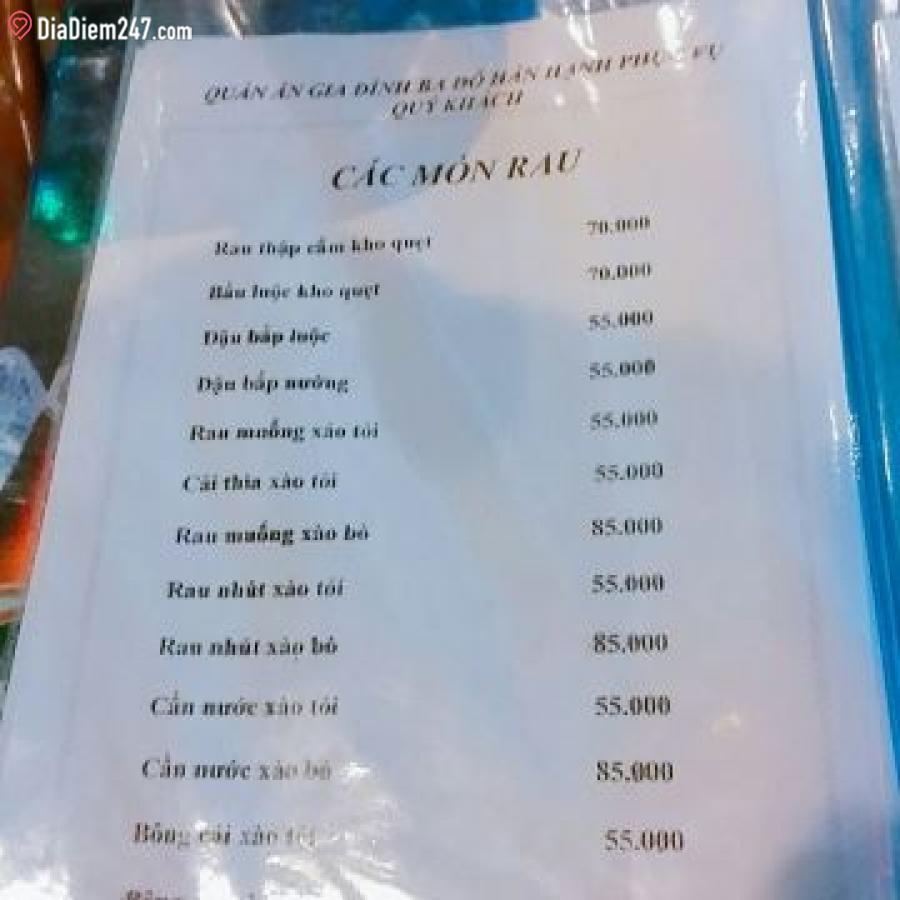 DiaDiem247.com
QUÁN ĂN GIA ĐÌNH BA ĐỘ HÂN HẠNH PHỤC VỤ
QUÝ KHÁCH
CÁC MÓN RAU
Rau thập cẩm kho quẹt 70.000
Bầu luộc kho quẹt 70.000
Đậu bắp luộc 55.000
Đậu bắp nướng 55.000
Rau muống xào tỏi 55.000
Cải thìa xào tỏi 55.000
Rau muống xào bò 85.000
Rau nhút xào tỏi 55.000
Rau nhút xào bò 85.000
Cần nước xào tỏi 55.000
Cần nước xào bò 85.000
Bông cải xào tỏi 55.000
Bông